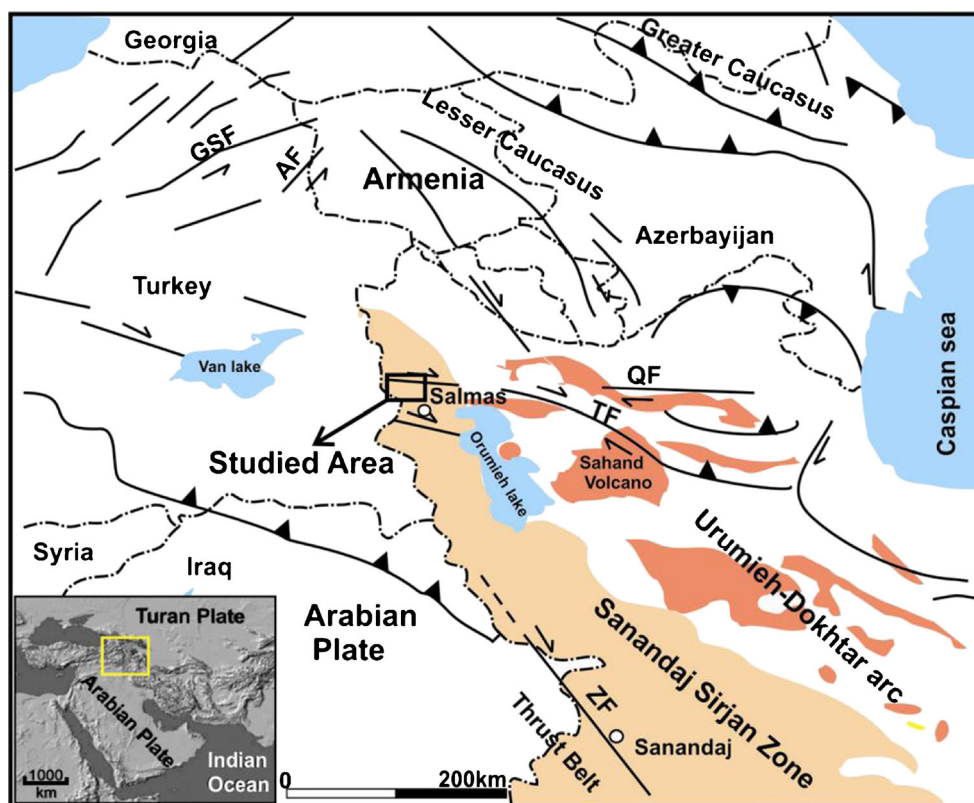 Georgia
Greater Caucasus
Lesser Caucasus
GSF
AF
Armenia
Azerbayijan
Turkey
Van lake
Caspian sea
QF
Salmas
TF
Studied Area
Orumieh lake
Sahand
Volcano
Syria
Iraq
Urumieh-Dokhtar arc
Arabian
Plate
Sanandaj Sirjan Zone
ZF
Thrust Belt
Sanandaj
Turan Plate
Arabian Plate
Indian
Ocean
1000
km
0
200km